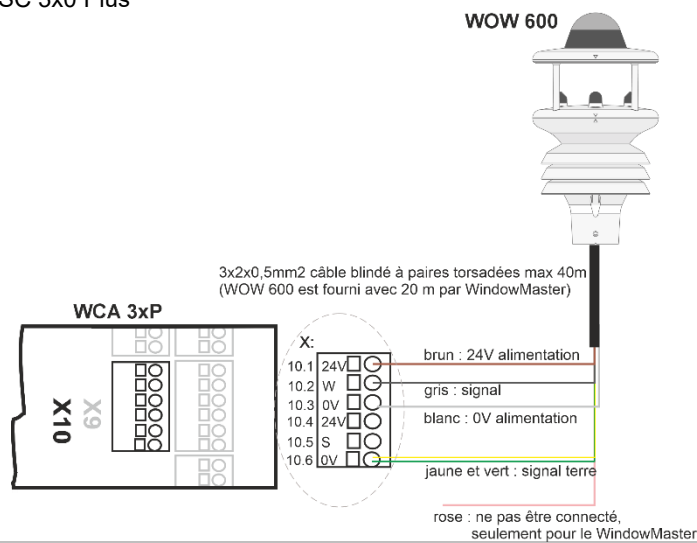 SC 3x0 Plus
WOW 600
3x2x0,5mm2 câble blindé à paires torsadées max 40m
(WOW 600 est fourni avec 20 m par WindowMaster)
WCA 3xP
X10
X9
X:
10.1 24V
10.2 W
10.3 0V
10.4 24V
10.5 S
10.6 0V
brun : 24V alimentation
gris : signal
blanc : 0V alimentation
jaune et vert : signal terre
rose : ne pas être connecté,
seulement pour le WindowMaster